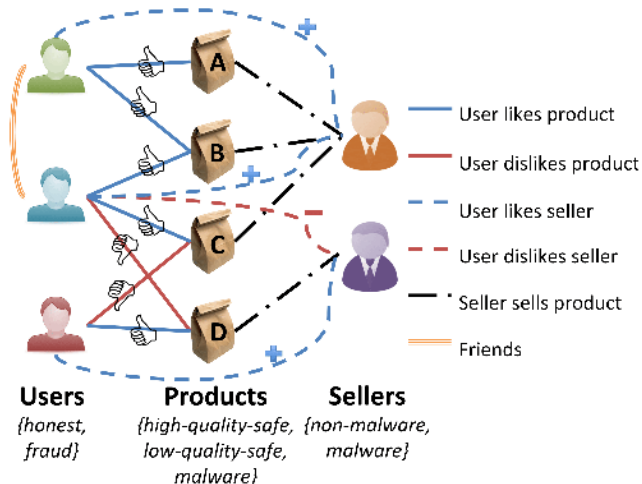 A
B
C
D
User likes product
User dislikes product
User likes seller
User dislikes seller
Seller sells product
Friends
Users
{honest,
fraud}
Products
{high-quality-safe,
low-quality-safe,
malware}
Sellers
{non-malware,
malware}